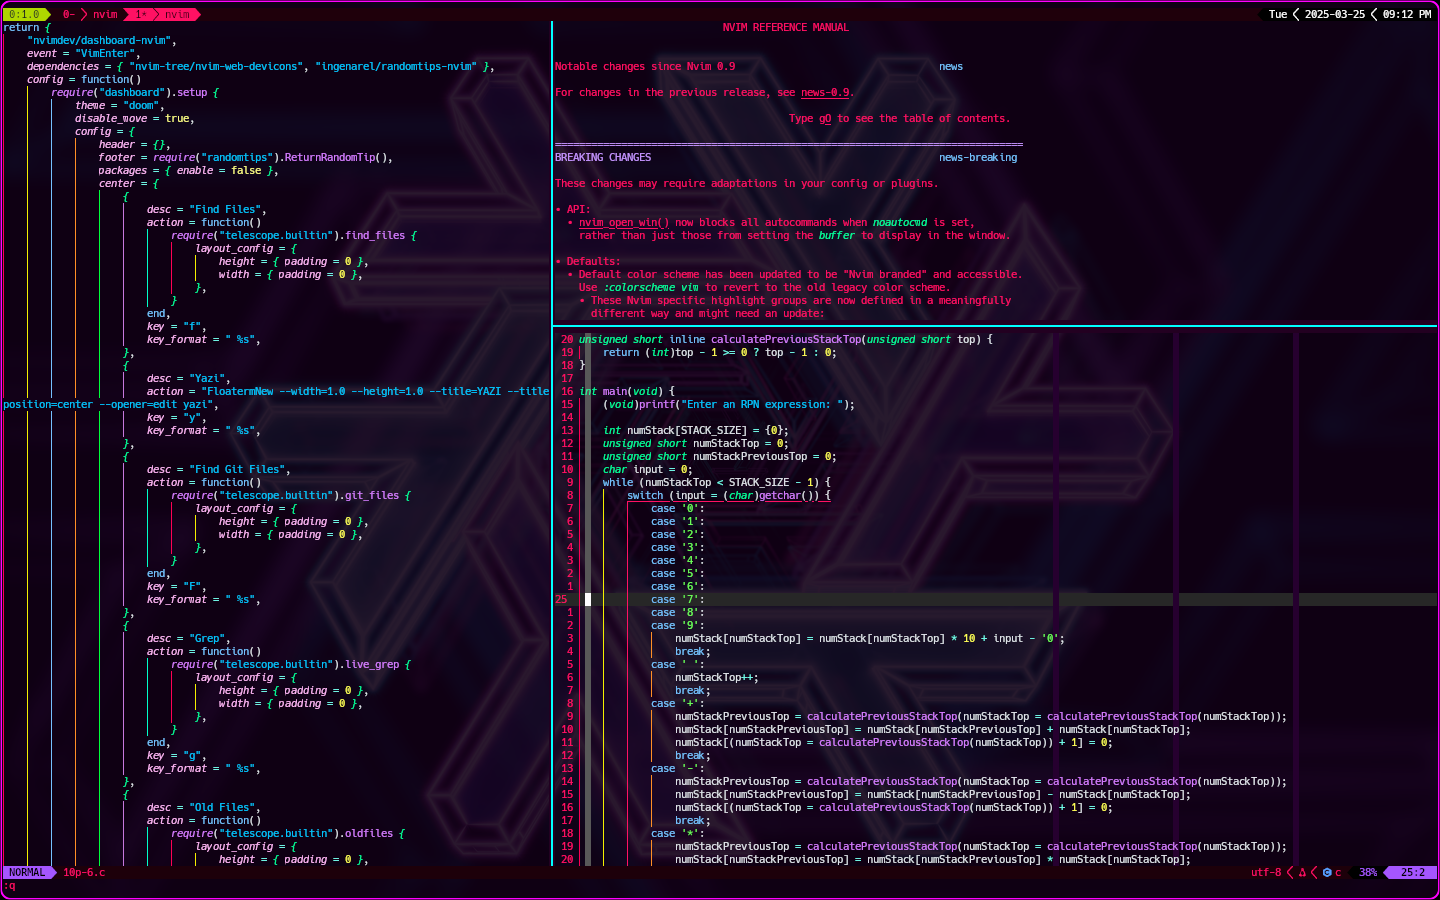 0:1.0 0- nvim 1* nvim Tue 2025-03-25 09:12 PM
return {
    "nvimdev/dashboard-nvim",
    event = "VimEnter",
    dependencies = { "nvim-tree/nvim-web-devicons", "ingenarel/randomtips-nvim" },
    config = function()
        require("dashboard").setup {
            theme = "doom",
            disable_move = true,
            config = {
                header = {},
                footer = require("randomtips").ReturnRandomTip(),
                packages = { enable = false },
                center = {
                    {
                        desc = "Find Files",
                        action = function()
                            require("telescope.builtin").find_files {
                                layout_config = {
                                    height = { padding = 0 },
                                    width = { padding = 0 },
                                },
                            }
                        end,
                        key = "f",
                        key_format = " %s",
                    },
                    {
                        desc = "Yazi",
                        action = "FloatermNew --width=1.0 --height=1.0 --title=YAZI --title
position=center --opener=edit yazi",
                        key = "y",
                        key_format = " %s",
                    },
                    {
                        desc = "Find Git Files",
                        action = function()
                            require("telescope.builtin").git_files {
                                layout_config = {
                                    height = { padding = 0 },
                                    width = { padding = 0 },
                                },
                            }
                        end,
                        key = "F",
                        key_format = " %s",
                    },
                    {
                        desc = "Grep",
                        action = function()
                            require("telescope.builtin").live_grep {
                                layout_config = {
                                    height = { padding = 0 },
                                    width = { padding = 0 },
                                },
                            }
                        end,
                        key = "g",
                        key_format = " %s",
                    },
                    {
                        desc = "Old Files",
                        action = function()
                            require("telescope.builtin").oldfiles {
                                layout_config = {
                                    height = { padding = 0 },
NVIM REFERENCE MANUAL
Notable changes since Nvim 0.9 news
For changes in the previous release, see news-0.9.
Type gO to see the table of contents.
==============================================================================
BREAKING CHANGES news-breaking
These changes may require adaptations in your config or plugins.
• API:
  • nvim_open_win() now blocks all autocommands when noautocmd is set,
    rather than just those from setting the buffer to display in the window.
• Defaults:
  • Default color scheme has been updated to be "Nvim branded" and accessible.
    Use :colorscheme vim to revert to the old legacy color scheme.
    • These Nvim specific highlight groups are now defined in a meaningfully
      different way and might need an update:
20 unsigned short inline calculatePreviousStackTop(unsigned short top) {
19     return (int)top - 1 >= 0 ? top - 1 : 0;
18 }
17
16 int main(void) {
15     (void)printf("Enter an RPN expression: ");
14
13     int numStack[STACK_SIZE] = {0};
12     unsigned short numStackTop = 0;
11     unsigned short numStackPreviousTop = 0;
10     char input = 0;
9     while (numStackTop < STACK_SIZE - 1) {
8         switch (input = (char)getchar()) {
7             case '0':
6             case '1':
5             case '2':
4             case '3':
3             case '4':
2             case '5':
1             case '6':
25             case '7':
1             case '8':
2             case '9':
3                 numStack[numStackTop] = numStack[numStackTop] * 10 + input - '0';
4                 break;
5             case ' ':
6                 numStackTop++;
7                 break;
8             case '+':
9                 numStackPreviousTop = calculatePreviousStackTop(numStackTop = calculatePreviousStackTop(numStackTop));
10                 numStack[numStackPreviousTop] = numStack[numStackPreviousTop] + numStack[numStackTop];
11                 numStack[(numStackTop = calculatePreviousStackTop(numStackTop)) + 1] = 0;
12                 break;
13             case '-':
14                 numStackPreviousTop = calculatePreviousStackTop(numStackTop = calculatePreviousStackTop(numStackTop));
15                 numStack[numStackPreviousTop] = numStack[numStackPreviousTop] - numStack[numStackTop];
16                 numStack[(numStackTop = calculatePreviousStackTop(numStackTop)) + 1] = 0;
17                 break;
18             case '*':
19                 numStackPreviousTop = calculatePreviousStackTop(numStackTop = calculatePreviousStackTop(numStackTop));
20                 numStack[numStackPreviousTop] = numStack[numStackPreviousTop] * numStack[numStackTop];
NORMAL 10p-6.c utf-8 c 38% 25:2
:q